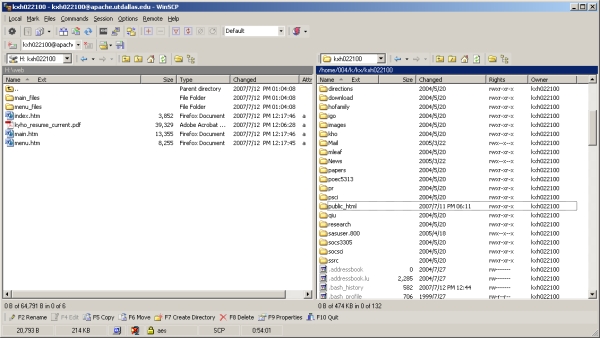 kxh022100 - kxh022100@apache.utdallas.edu - WinSCP
Local Mark Files Commands Session Options Remote Help
Default
kxh022100@apach
H: kxh022100
kxh022100
H:\web
/home/004/k/kx/kxh022100
Name Ext Size Type Changed Attr
.. Parent directory 2007/7/12 PM 01:04:08
main_files File Folder 2007/7/12 PM 01:04:08
menu_files File Folder 2007/7/12 PM 01:04:08
index.htm 3,852 Firefox Document 2007/7/12 PM 12:17:46 a
kyho_resume_current.pdf 39,329 Adobe Acrobat ... 2007/7/12 PM 12:06:28 a
main.htm 13,355 Firefox Document 2007/7/12 PM 12:17:46 a
menu.htm 8,255 Firefox Document 2007/7/12 PM 12:17:45 a
Name Ext Size Changed Rights Owner
directions 2004/5/20 rwxr-xr-x kxh022100
download 2004/5/20 rwxr-xr-x kxh022100
hofamily 2004/5/20 rwxr-xr-x kxh022100
igo 2004/5/20 rwxr-xr-x kxh022100
images 2004/5/20 rwxr-xr-x kxh022100
kho 2004/5/20 rwxr-xr-x kxh022100
Mail 2005/3/22 rwx--x--x kxh022100
mleaf 2004/5/20 rwxr-xr-x kxh022100
News 2005/3/22 rwxr-xr-x kxh022100
papers 2004/5/20 rwxr-xr-x kxh022100
poec5313 2004/5/20 rwxr-xr-x kxh022100
pr 2004/5/20 rwxr-xr-x kxh022100
psci 2004/5/20 rwxr-xr-x kxh022100
public_html 2007/7/11 PM 06:11 rwxr-xr-x kxh022100
qiu 2004/5/20 rwxr-xr-x kxh022100
research 2004/5/20 rwxr-xr-x kxh022100
sasuser.800 2005/4/18 rwxr-xr-x kxh022100
socs3305 2004/5/20 rwxr-xr-x kxh022100
socsci 2004/5/20 rwxr-xr-x kxh022100
ssrc 2004/5/20 rwxr-xr-x kxh022100
.addressbook 0 2004/7/27 rw------- kxh022100
.addressbook.lu 2,285 2004/7/27 rw------- kxh022100
.bash_history 582 2007/7/12 PM 12:44 rw------- kxh022100
.bash_profile 706 1999/7/27 rw-r--r-- kxh022100
0 B of 64,791 B in 0 of 6
0 B of 474 KB in 0 of 132
F2 Rename F4 Edit F5 Copy F6 Move F7 Create Directory F8 Delete F9 Properties F10 Quit
20,793 B 214 KB aes SCP 0:54:01